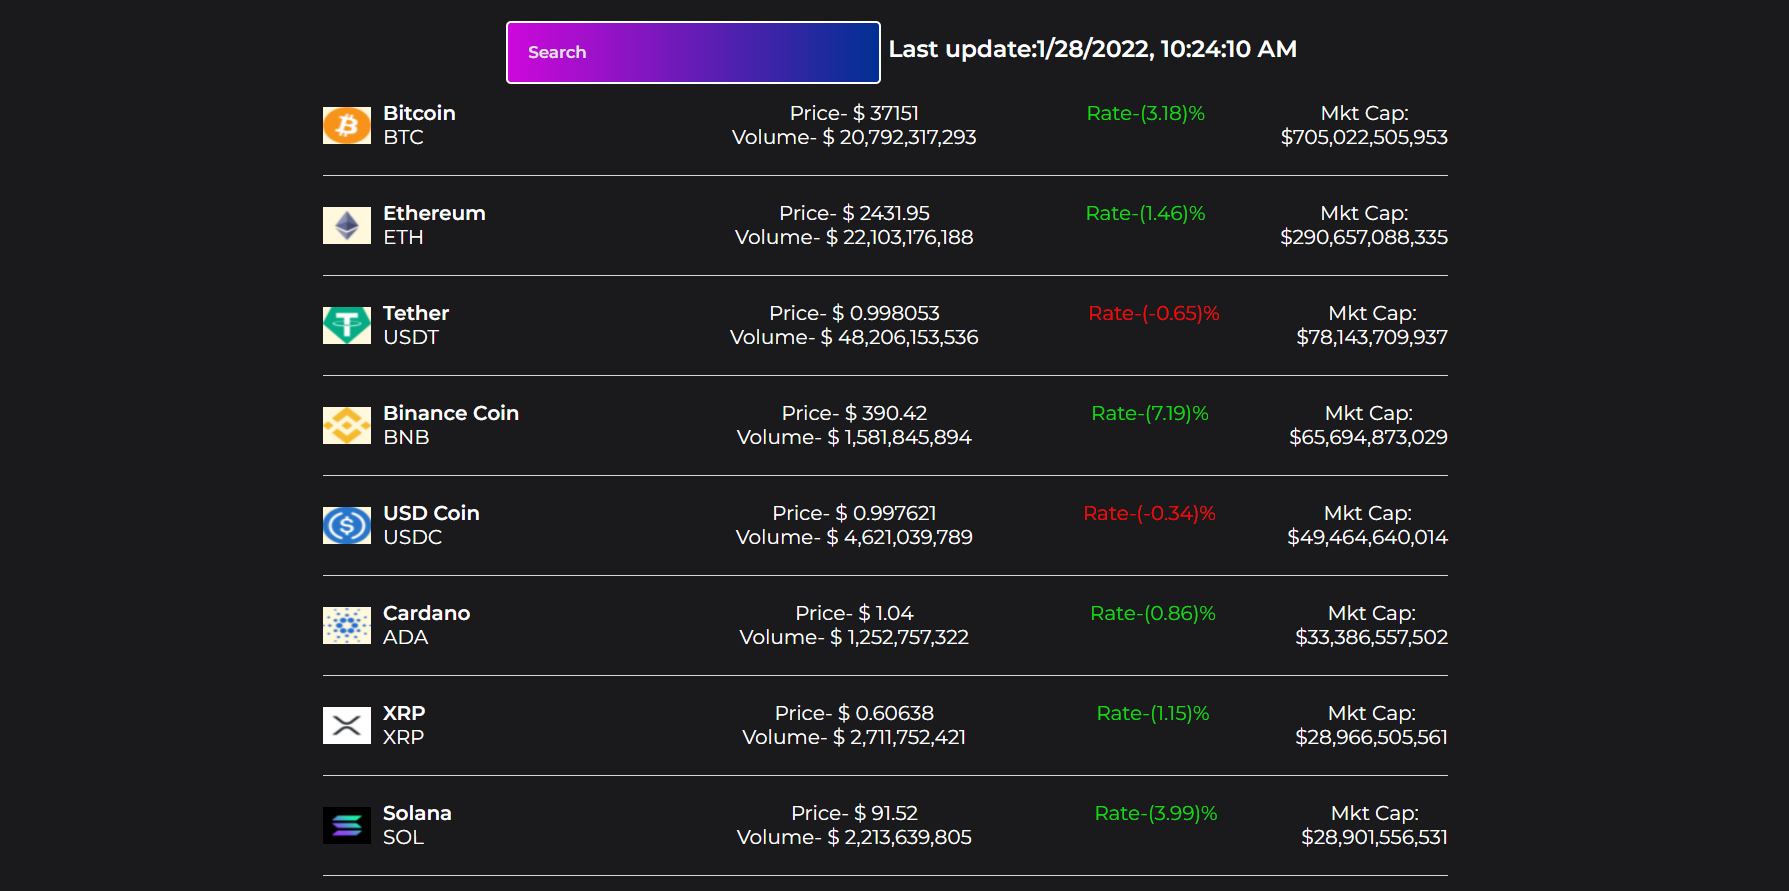 Search
Last update:1/28/2022, 10:24:10 AM
Bitcoin
BTC
Price- $ 37151
Volume- $ 20,792,317,293
Rate-(3.18)%
Mkt Cap:
$705,022,505,953
Ethereum
ETH
Price- $ 2431.95
Volume- $ 22,103,176,188
Rate-(1.46)%
Mkt Cap:
$290,657,088,335
Tether
USDT
Price- $ 0.998053
Volume- $ 48,206,153,536
Rate-(-0.65)%
Mkt Cap:
$78,143,709,937
Binance Coin
BNB
Price- $ 390.42
Volume- $ 1,581,845,894
Rate-(7.19)%
Mkt Cap:
$65,694,873,029
USD Coin
USDC
Price- $ 0.997621
Volume- $ 4,621,039,789
Rate-(-0.34)%
Mkt Cap:
$49,464,640,014
Cardano
ADA
Price- $ 1.04
Volume- $ 1,252,757,322
Rate-(0.86)%
Mkt Cap:
$33,386,557,502
XRP
XRP
Price- $ 0.60638
Volume- $ 2,711,752,421
Rate-(1.15)%
Mkt Cap:
$28,966,505,561
Solana
SOL
Price- $ 91.52
Volume- $ 2,213,639,805
Rate-(3.99)%
Mkt Cap:
$28,901,556,531